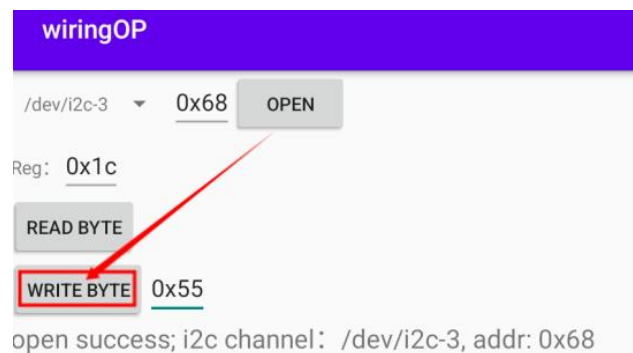 wiringOP
/dev/i2c-3 0x68 OPEN
Reg: 0x1c
READ BYTE
WRITE BYTE 0x55
open success; i2c channel： /dev/i2c-3, addr: 0x68